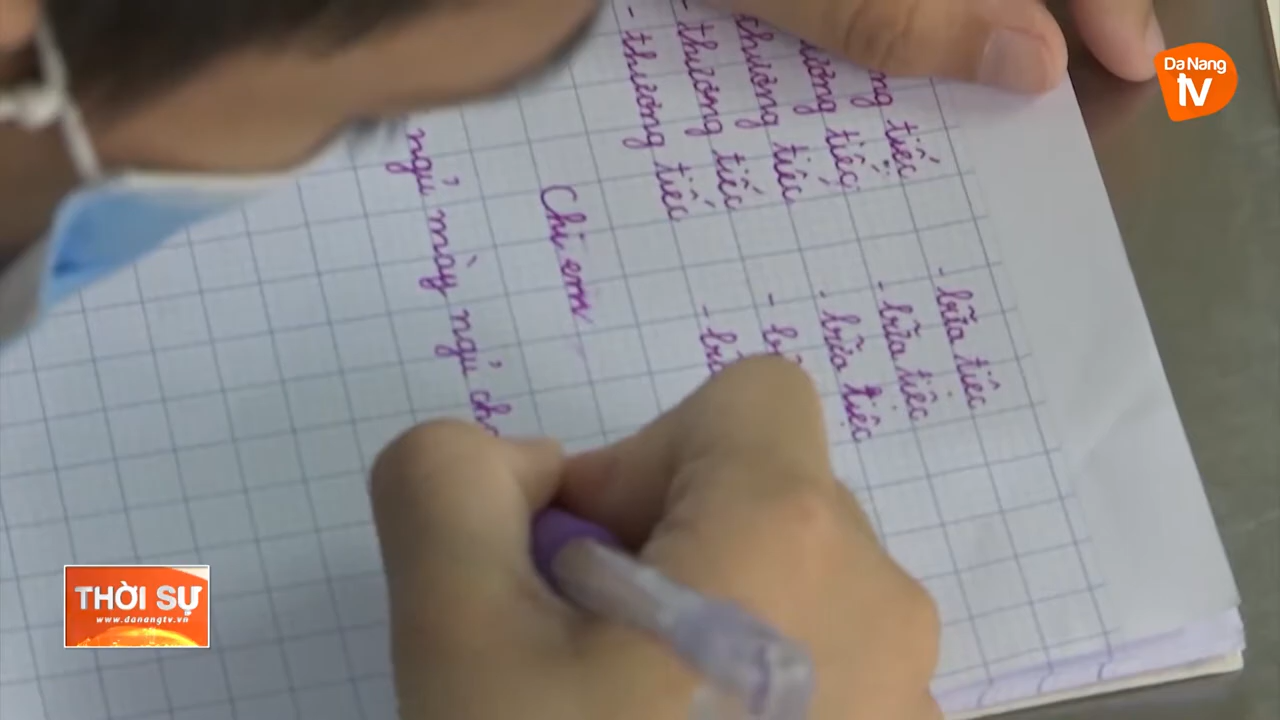 tiếc - bữa tiệc
tiếc - bữa tiệc
thương tiếc - bữa tiệc
- thương tiếc -
- thương tiếc -
Chị em
ngủ mày ngủ
Da Nang
tv
THỜI SỰ
www.danangtv.vn